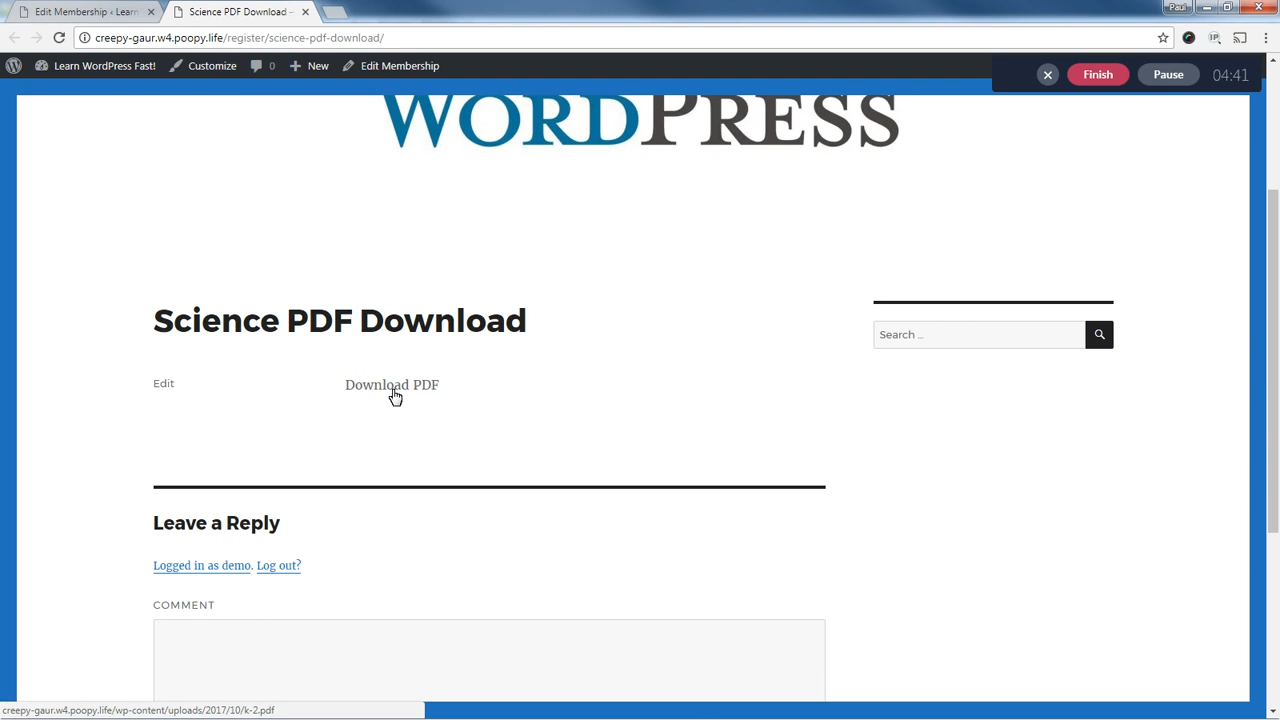 Edit Membership ‹ Learn
Science PDF Download –
Paul
creepy-gaur.w4.poopy.life/register/science-pdf-download/
Learn WordPress Fast!
Customize
0
New
Edit Membership
Finish
Pause
04:41
WORDPRESS
Science PDF Download
Search …
Edit
Download PDF
Leave a Reply
Logged in as demo. Log out?
COMMENT
creepy-gaur.w4.poopy.life/wp-content/uploads/2017/10/k-2.pdf